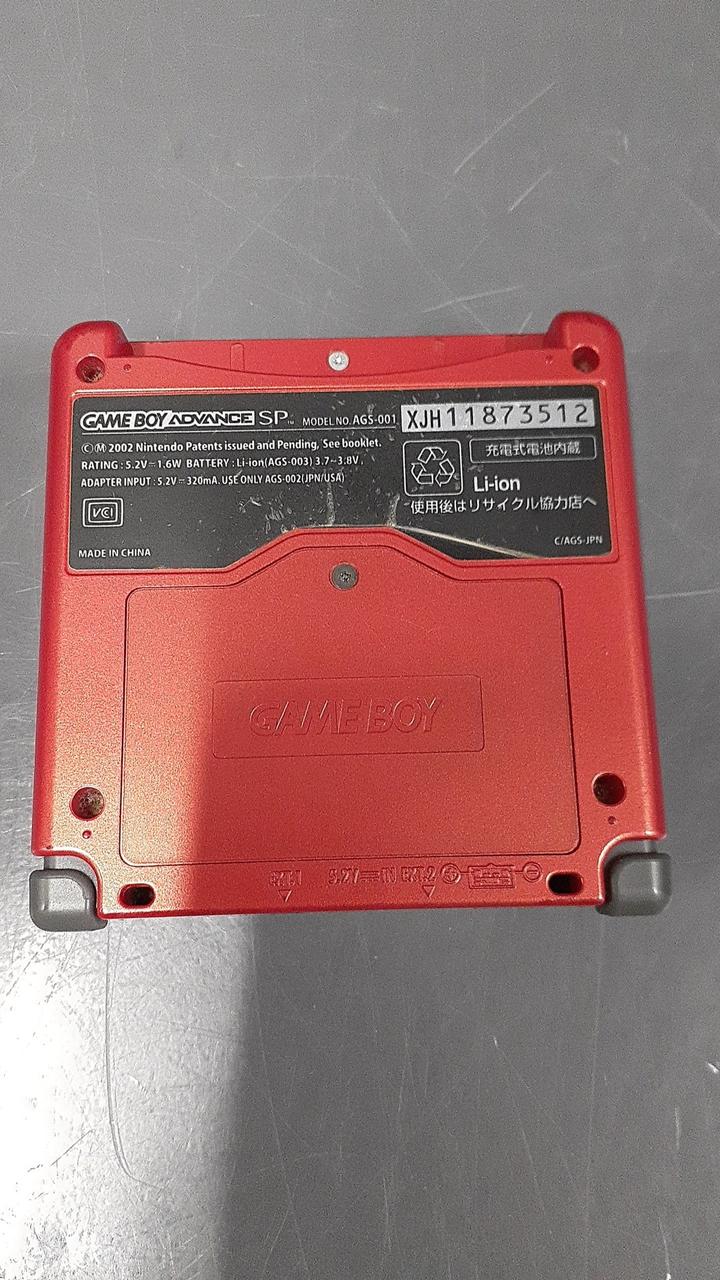 GAME BOY ADVANCE SP™ MODEL NO. AGS-001 XJH11873512
©Ⓜ 2002 Nintendo Patents issued and Pending, See booklet.
RATING : 5.2V⎓1.6W BATTERY : Li-ion(AGS-003) 3.7~3.8V
ADAPTER INPUT : 5.2V⎓320mA. USE ONLY AGS-002(JPN/USA)
VCI
MADE IN CHINA
充電式電池内蔵
Li-ion
使用後はリサイクル協力店へ
C/AGS-JPN
GAME BOY
EXT.1 5.2V⎓IN EXT.2